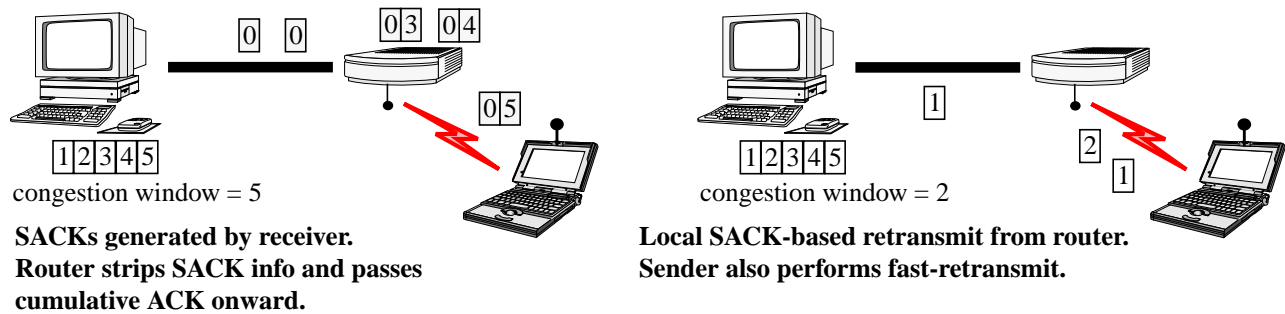 0 0 0 3 0 4
0 5
1 2 3 4 5
congestion window = 5
SACKs generated by receiver.
Router strips SACK info and passes
cumulative ACK onward.
1
2
1
1 2 3 4 5
congestion window = 2
Local SACK-based retransmit from router.
Sender also performs fast-retransmit.